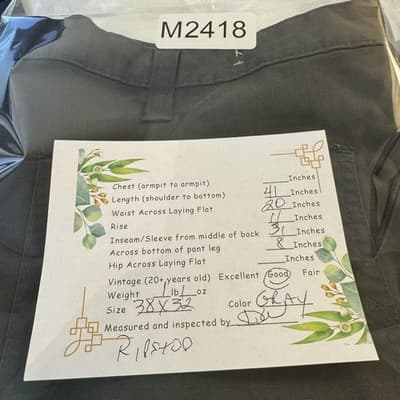 M2418
Chest (armpit to armpit) ___Inches
Length (shoulder to bottom) 41 Inches
Waist Across Laying Flat 20 Inches
Rise 11 Inches
Inseam/Sleeve from middle of back 31 Inches
Across bottom of pant leg 8 Inches
Hip Across Laying Flat ___Inches
Vintage (20+ years old) Excellent Good Fair
Weight 1 lb 1 oz
Size 38X32 Color Gray
Measured and inspected by
Ripstop